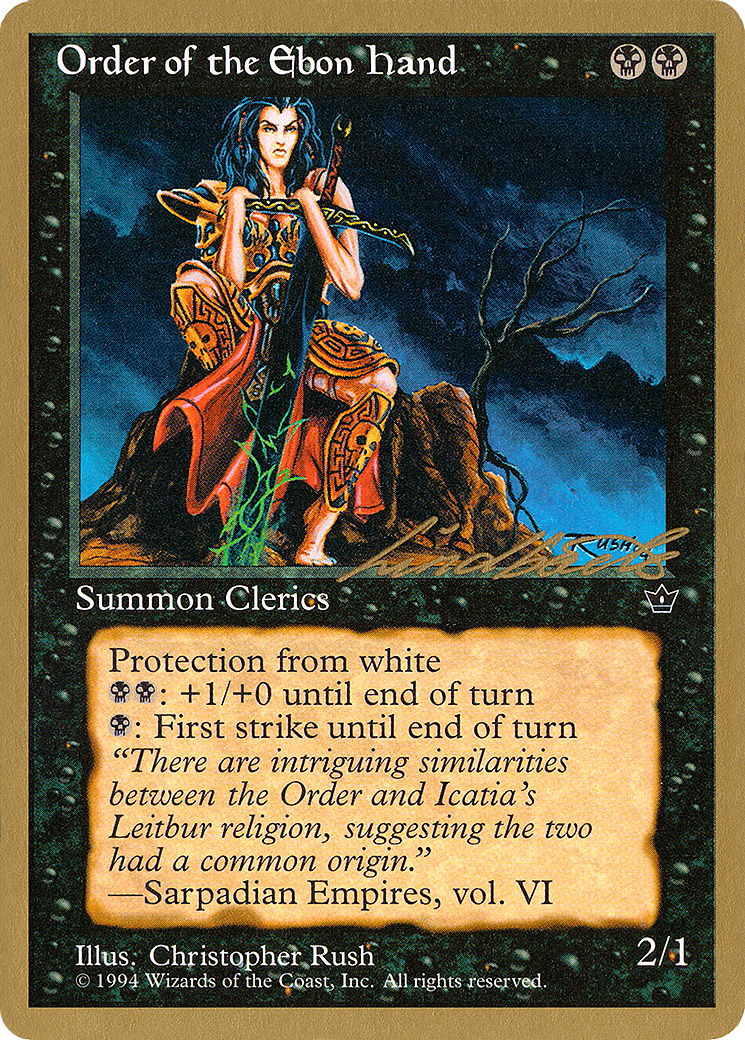 Order of the Ebon Hand
Rush
Summon Clerics
Protection from white
: +1/+0 until end of turn
: First strike until end of turn
“There are intriguing similarities
between the Order and Icatia’s
Leitbur religion, suggesting the two
had a common origin.”
—Sarpadian Empires, vol. VI
Illus. Christopher Rush
2/1
© 1994 Wizards of the Coast, Inc. All rights reserved.